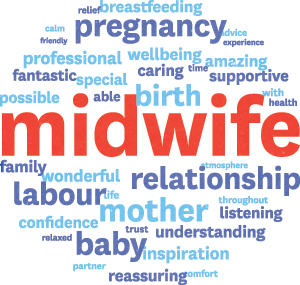 relief breastfeeding
calm pregnancy advice
friendly experience
professional wellbeing amazing
fantastic special caring time supportive
possible able birth with health
midwife
family atmosphere
wonderful relationship
labour life throughout
mother listening
confidence trust understanding
relaxed baby inspiration
partner reassuring comfort